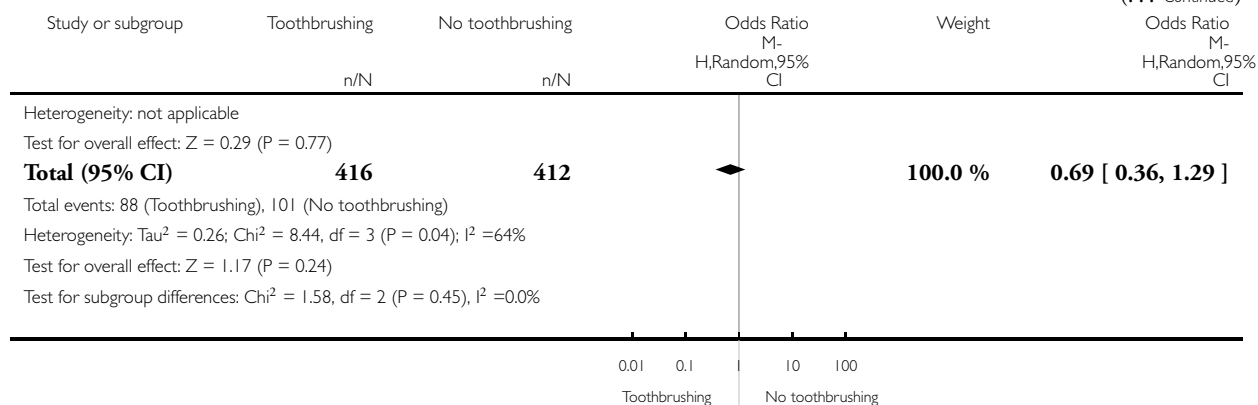 Continued)
Study or subgroup Toothbrushing No toothbrushing Odds Ratio Weight Odds Ratio
M- M-
H,Random,95% H,Random,95%
n/N n/N CI CI
Heterogeneity: not applicable
Test for overall effect: Z = 0.29 (P = 0.77)
Total (95% CI) 416 412 100.0 % 0.69 [ 0.36, 1.29 ]
Total events: 88 (Toothbrushing), 101 (No toothbrushing)
Heterogeneity: Tau² = 0.26; Chi² = 8.44, df = 3 (P = 0.04); I² =64%
Test for overall effect: Z = 1.17 (P = 0.24)
Test for subgroup differences: Chi² = 1.58, df = 2 (P = 0.45), I² =0.0%
0.01 0.1 1 10 100
Toothbrushing No toothbrushing